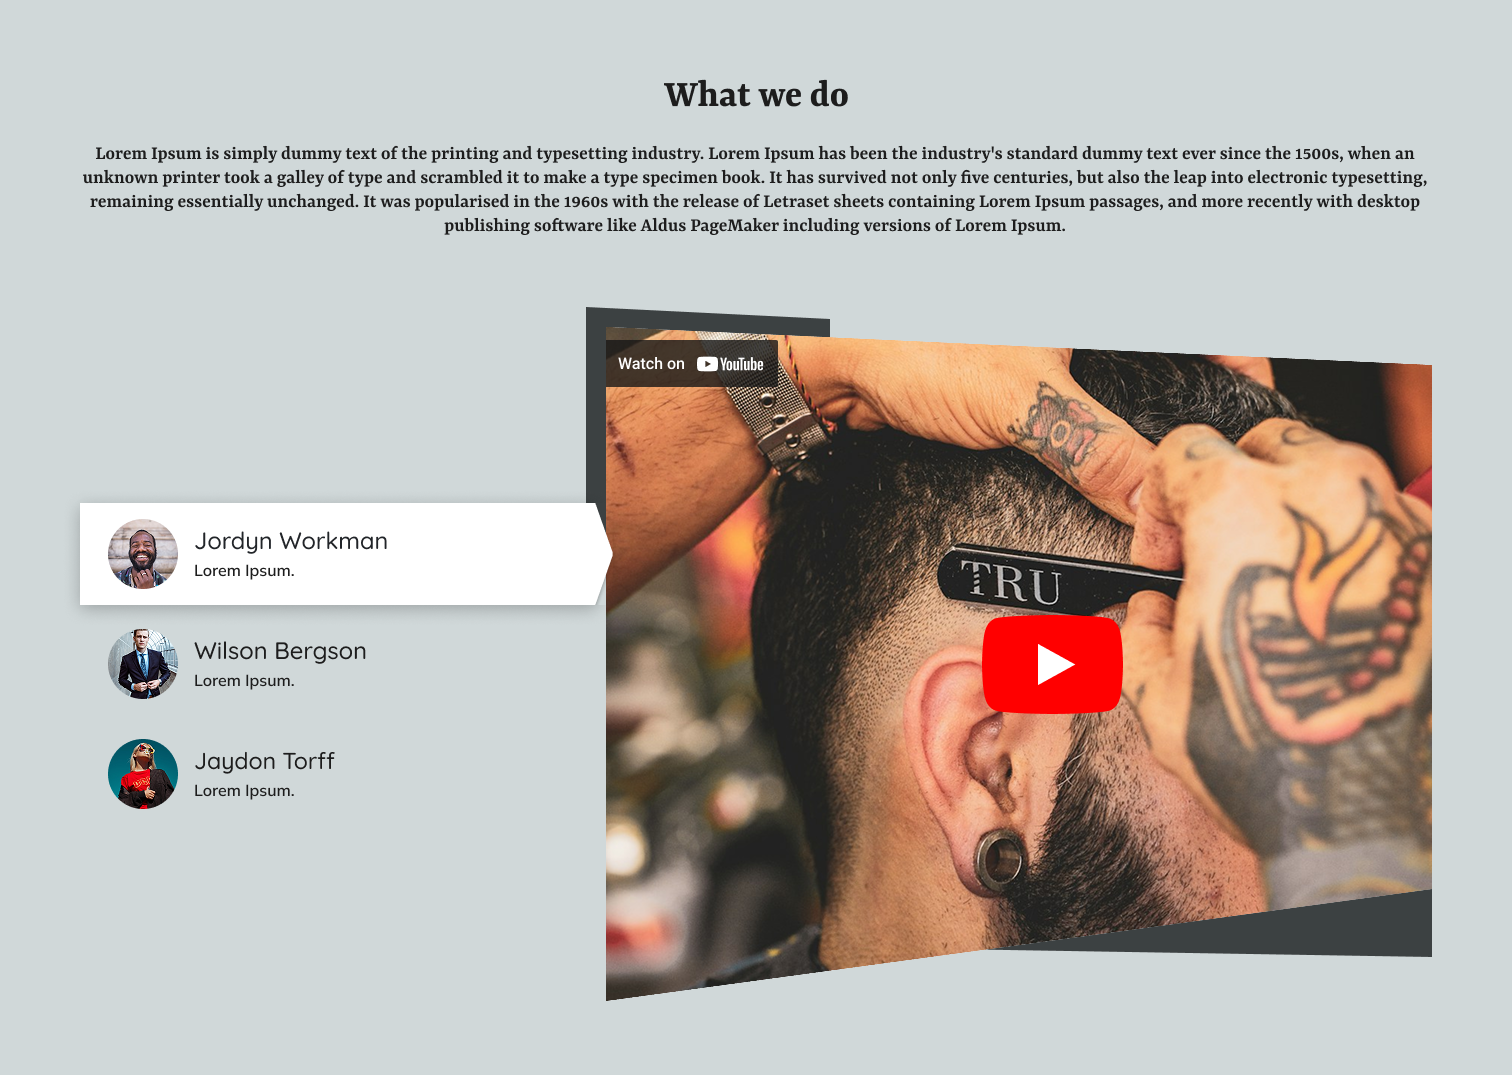 What we do
Lorem Ipsum is simply dummy text of the printing and typesetting industry. Lorem Ipsum has been the industry's standard dummy text ever since the 1500s, when an
unknown printer took a galley of type and scrambled it to make a type specimen book. It has survived not only five centuries, but also the leap into electronic typesetting,
remaining essentially unchanged. It was popularised in the 1960s with the release of Letraset sheets containing Lorem Ipsum passages, and more recently with desktop
publishing software like Aldus PageMaker including versions of Lorem Ipsum.
Watch on YouTube
Jordyn Workman
Lorem Ipsum.
Wilson Bergson
Lorem Ipsum.
Jaydon Torff
Lorem Ipsum.
TRU